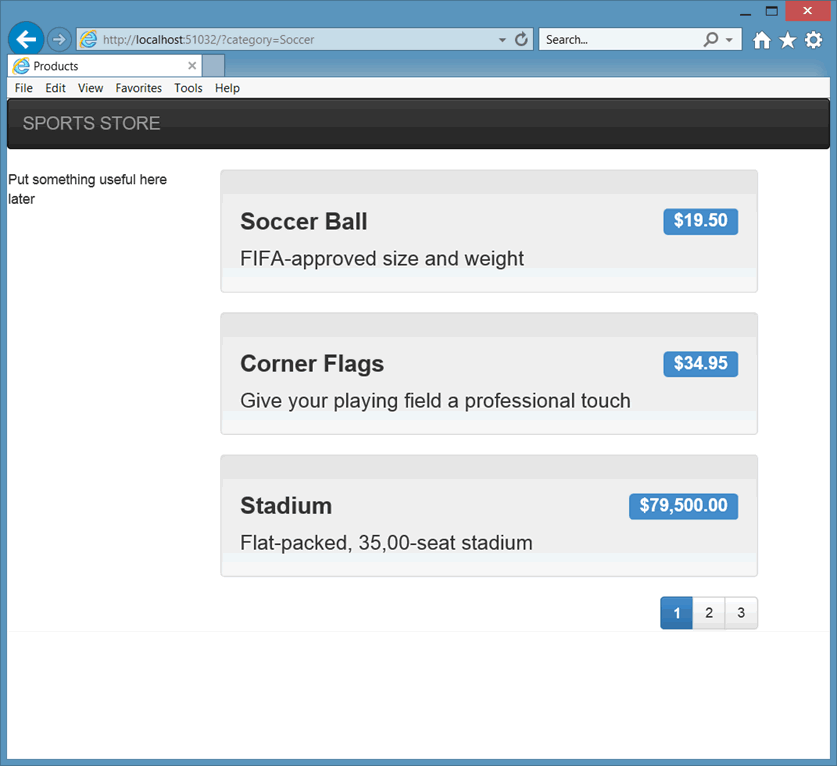 http://localhost:51032/?category=Soccer
Search...
Products
File Edit View Favorites Tools Help
SPORTS STORE
Put something useful here
later
Soccer Ball $19.50
FIFA-approved size and weight
Corner Flags $34.95
Give your playing field a professional touch
Stadium $79,500.00
Flat-packed, 35,00-seat stadium
1 2 3